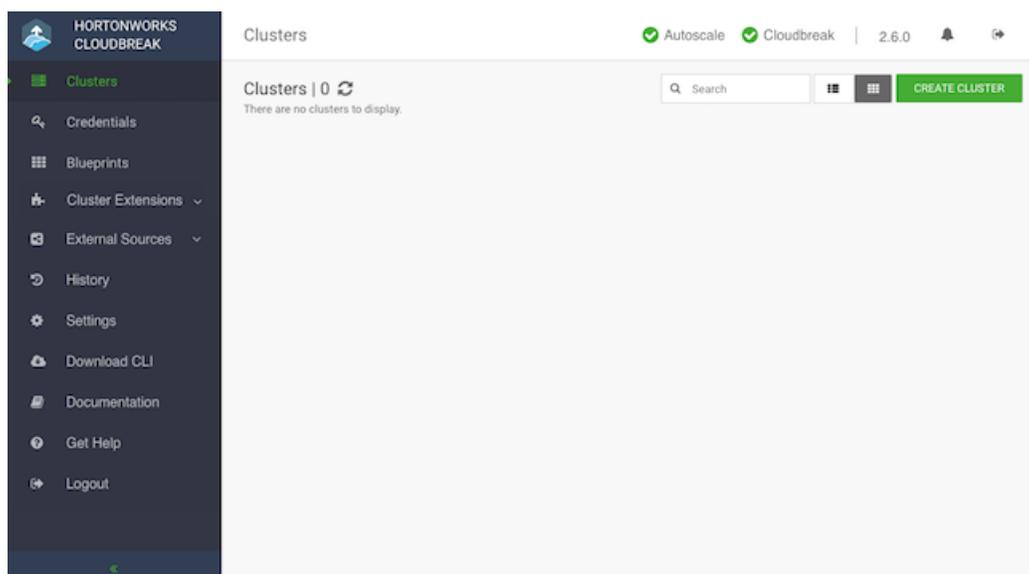 HORTONWORKS
CLOUDBREAK
Clusters
Credentials
Blueprints
Cluster Extensions
External Sources
History
Settings
Download CLI
Documentation
Get Help
Logout
Clusters
Autoscale Cloudbreak | 2.6.0
Clusters | 0
There are no clusters to display.
Search
CREATE CLUSTER